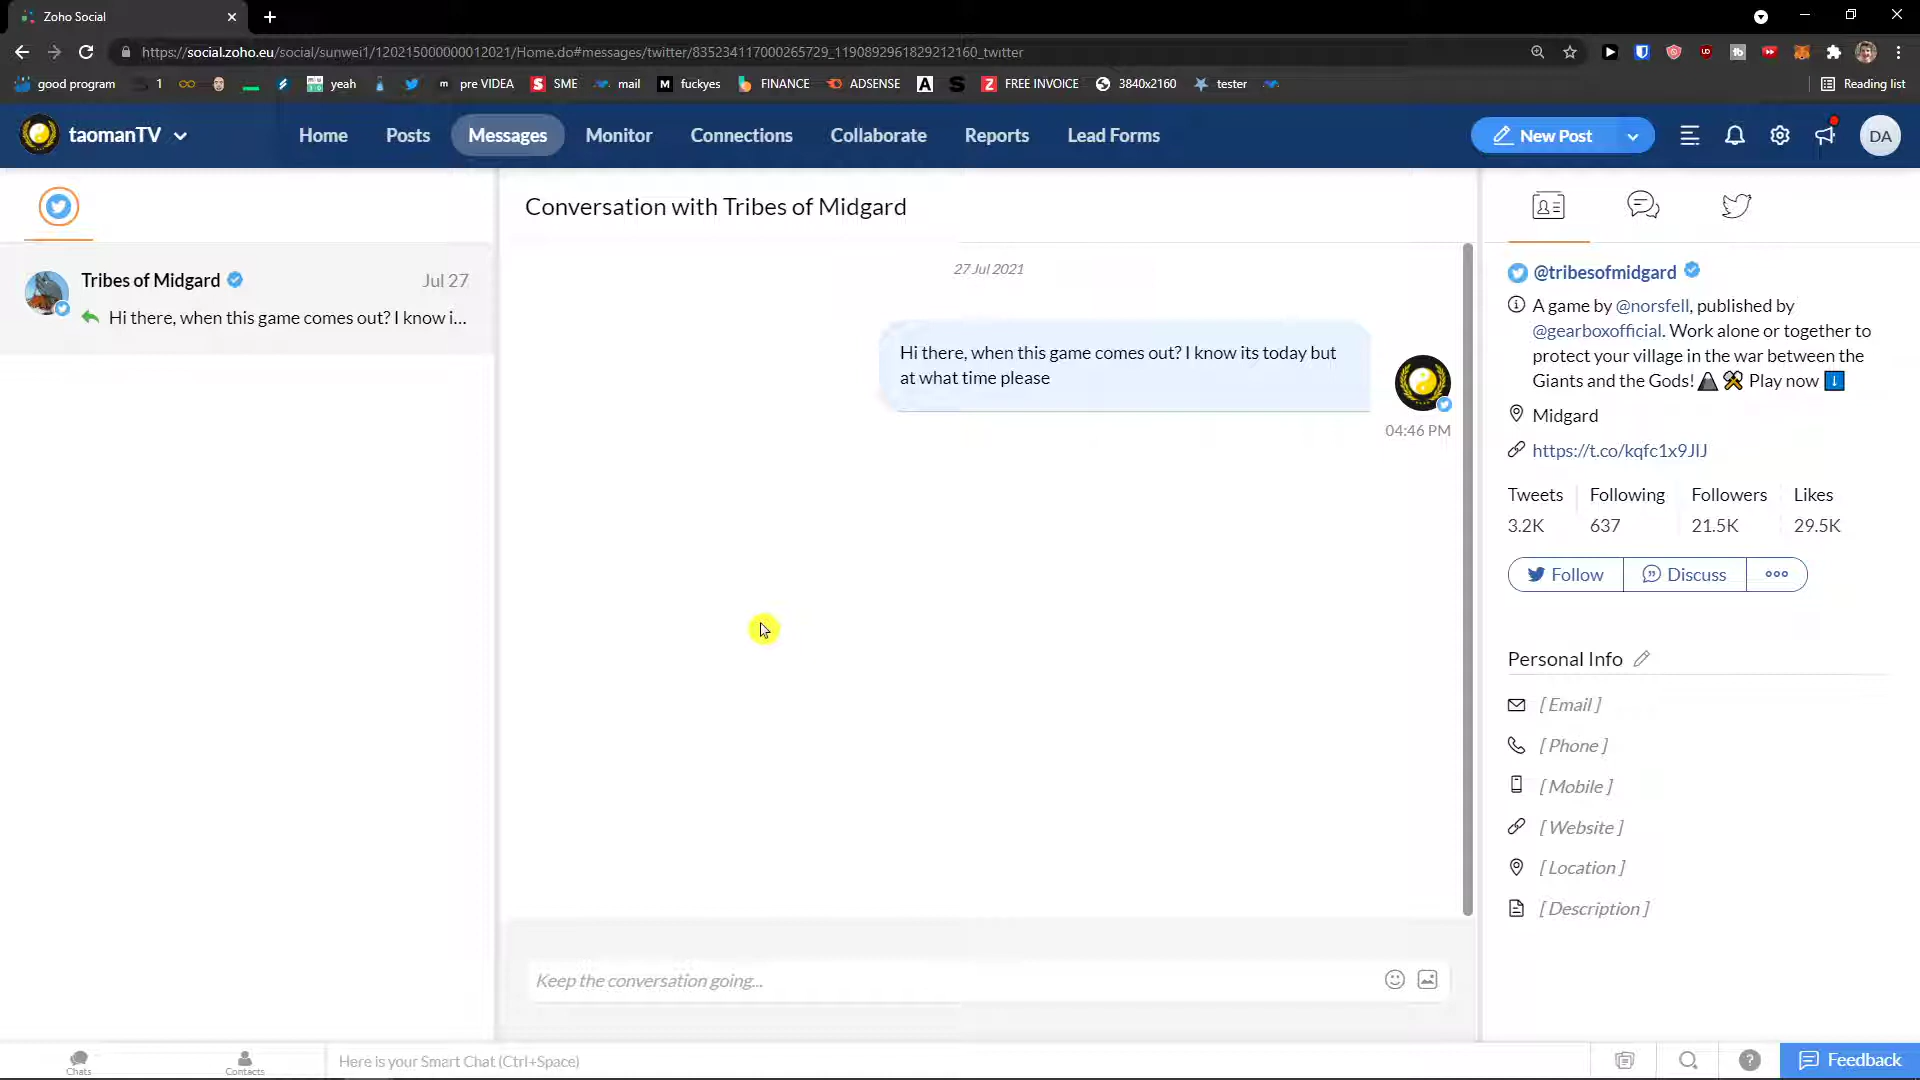 Zoho Social
https://social.zoho.eu/social/sunwei1/120215000000012021/Home.do#messages/twitter/835234117000265729_1190892961829212160_twitter
good program 1 yeah pre VIDEA SME mail fuckyes FINANCE ADSENSE FREE INVOICE 3840x2160 tester Reading list
taomanTV Home Posts Messages Monitor Connections Collaborate Reports Lead Forms New Post DA
Tribes of Midgard Jul 27
Hi there, when this game comes out? I know i...
Conversation with Tribes of Midgard
27 Jul 2021
Hi there, when this game comes out? I know its today but
at what time please
04:46 PM
Keep the conversation going...
@tribesofmidgard
A game by @norsfell, published by
@gearboxofficial. Work alone or together to
protect your village in the war between the
Giants and the Gods! Play now
Midgard
https://t.co/kqfc1x9JIJ
Tweets Following Followers Likes
3.2K 637 21.5K 29.5K
Follow Discuss
Personal Info
[ Email ]
[ Phone ]
[ Mobile ]
[ Website ]
[ Location ]
[ Description ]
Chats Contacts Here is your Smart Chat (Ctrl+Space) Feedback